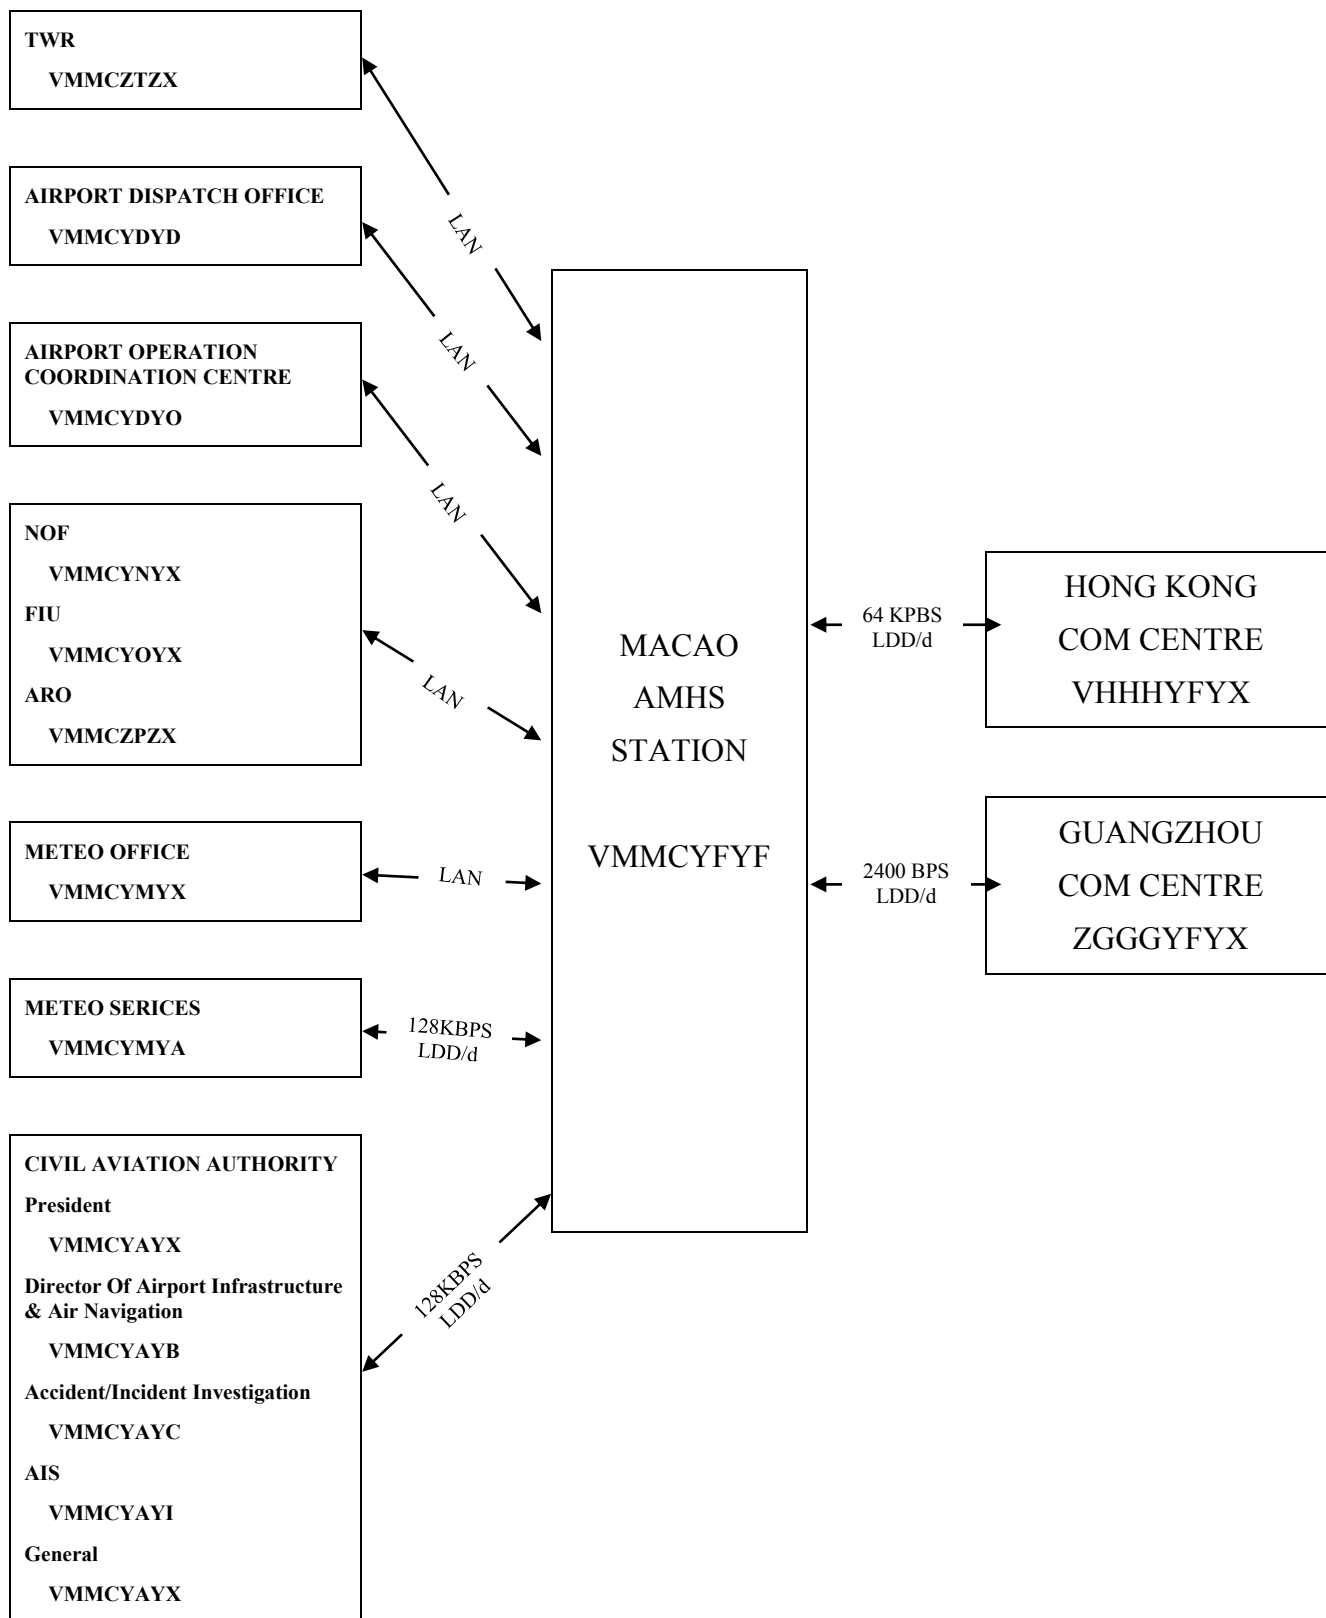 TWR
VMMCZTZX
AIRPORT DISPATCH OFFICE
VMMCYDYD
AIRPORT OPERATION
COORDINATION CENTRE
VMMCYDYO
NOF
VMMCYNYX
FIU
VMMCYOYX
ARO
VMMCZPZX
METEO OFFICE
VMMCYMYX
METEO SERICES
VMMCYMYA
CIVIL AVIATION AUTHORITY
President
VMMCYAYX
Director Of Airport Infrastructure
& Air Navigation
VMMCYAYB
Accident/Incident Investigation
VMMCYAYC
AIS
VMMCYAYI
General
VMMCYAYX
LAN
LAN
LAN
LAN
LAN
128KBPS
LDD/d
128KBPS
LDD/d
MACAO
AMHS
STATION
VMMCYFYF
64 KPBS
LDD/d
2400 BPS
LDD/d
HONG KONG
COM CENTRE
VHHHYFYX
GUANGZHOU
COM CENTRE
ZGGGYFYX